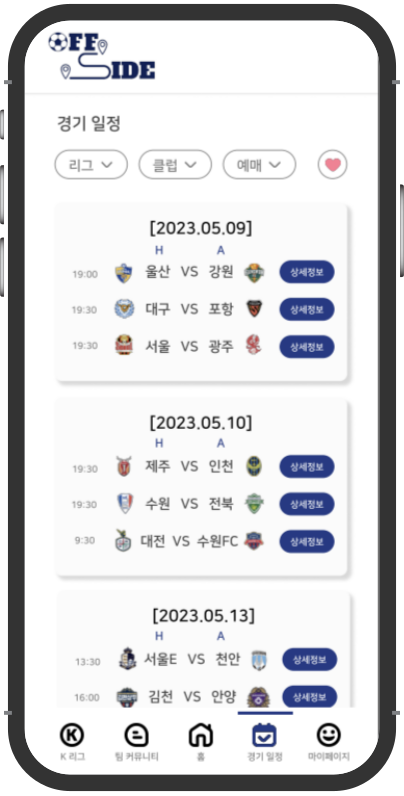 OFF
SIDE
경기 일정
리그 클럽 예매
[2023.05.09]
H A
19:00 울산 VS 강원 상세정보
19:30 대구 VS 포항 상세정보
19:30 서울 VS 광주 상세정보
[2023.05.10]
H A
19:30 제주 VS 인천 상세정보
19:30 수원 VS 전북 상세정보
9:30 대전 VS 수원FC 상세정보
[2023.05.13]
H A
13:30 서울E VS 천안 상세정보
16:00 김천 VS 안양 상세정보
K 리그 팀 커뮤니티 홈 경기 일정 마이페이지